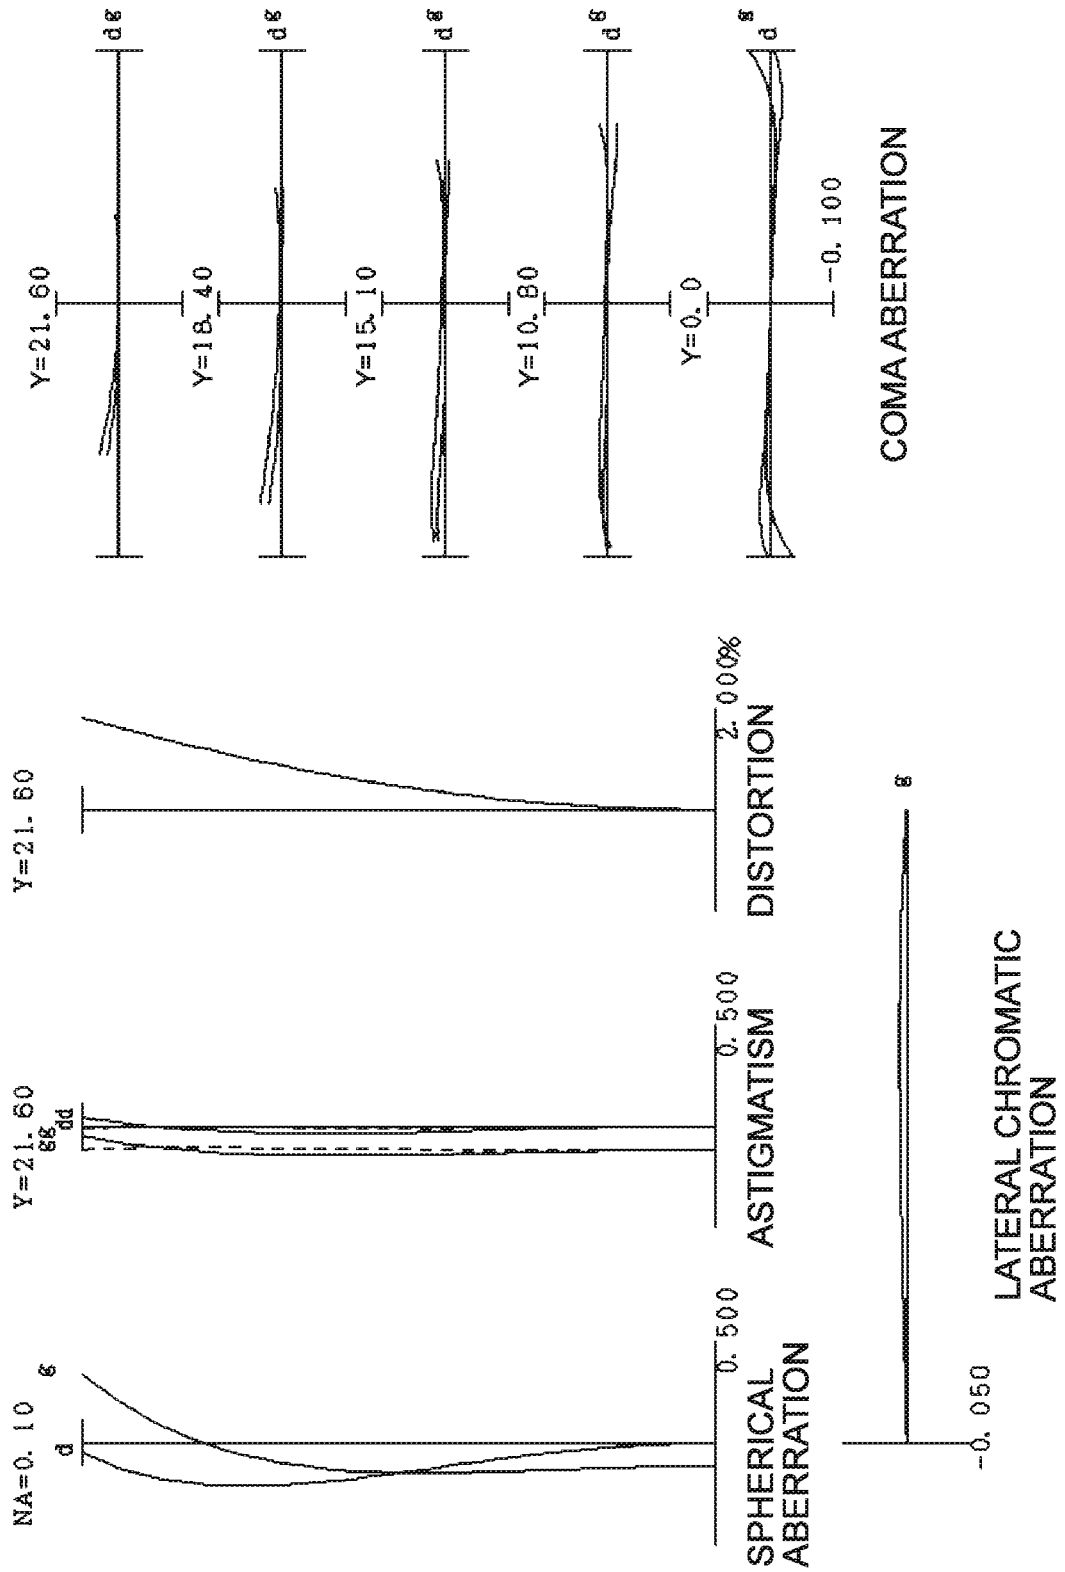 NA=0. 10
d
g
0. 500
SPHERICAL
ABERRATION
Y=21. 60
gg
dd
0. 500
ASTIGMATISM
Y=21. 60
2. 000%
DISTORTION
-0. 050
g
LATERAL CHROMATIC
ABERRATION
Y=21. 60
d g
Y=18. 40
d g
Y=15. 10
d g
Y=10. 80
d g
Y=0. 0
d g
-0. 100
COMA ABERRATION